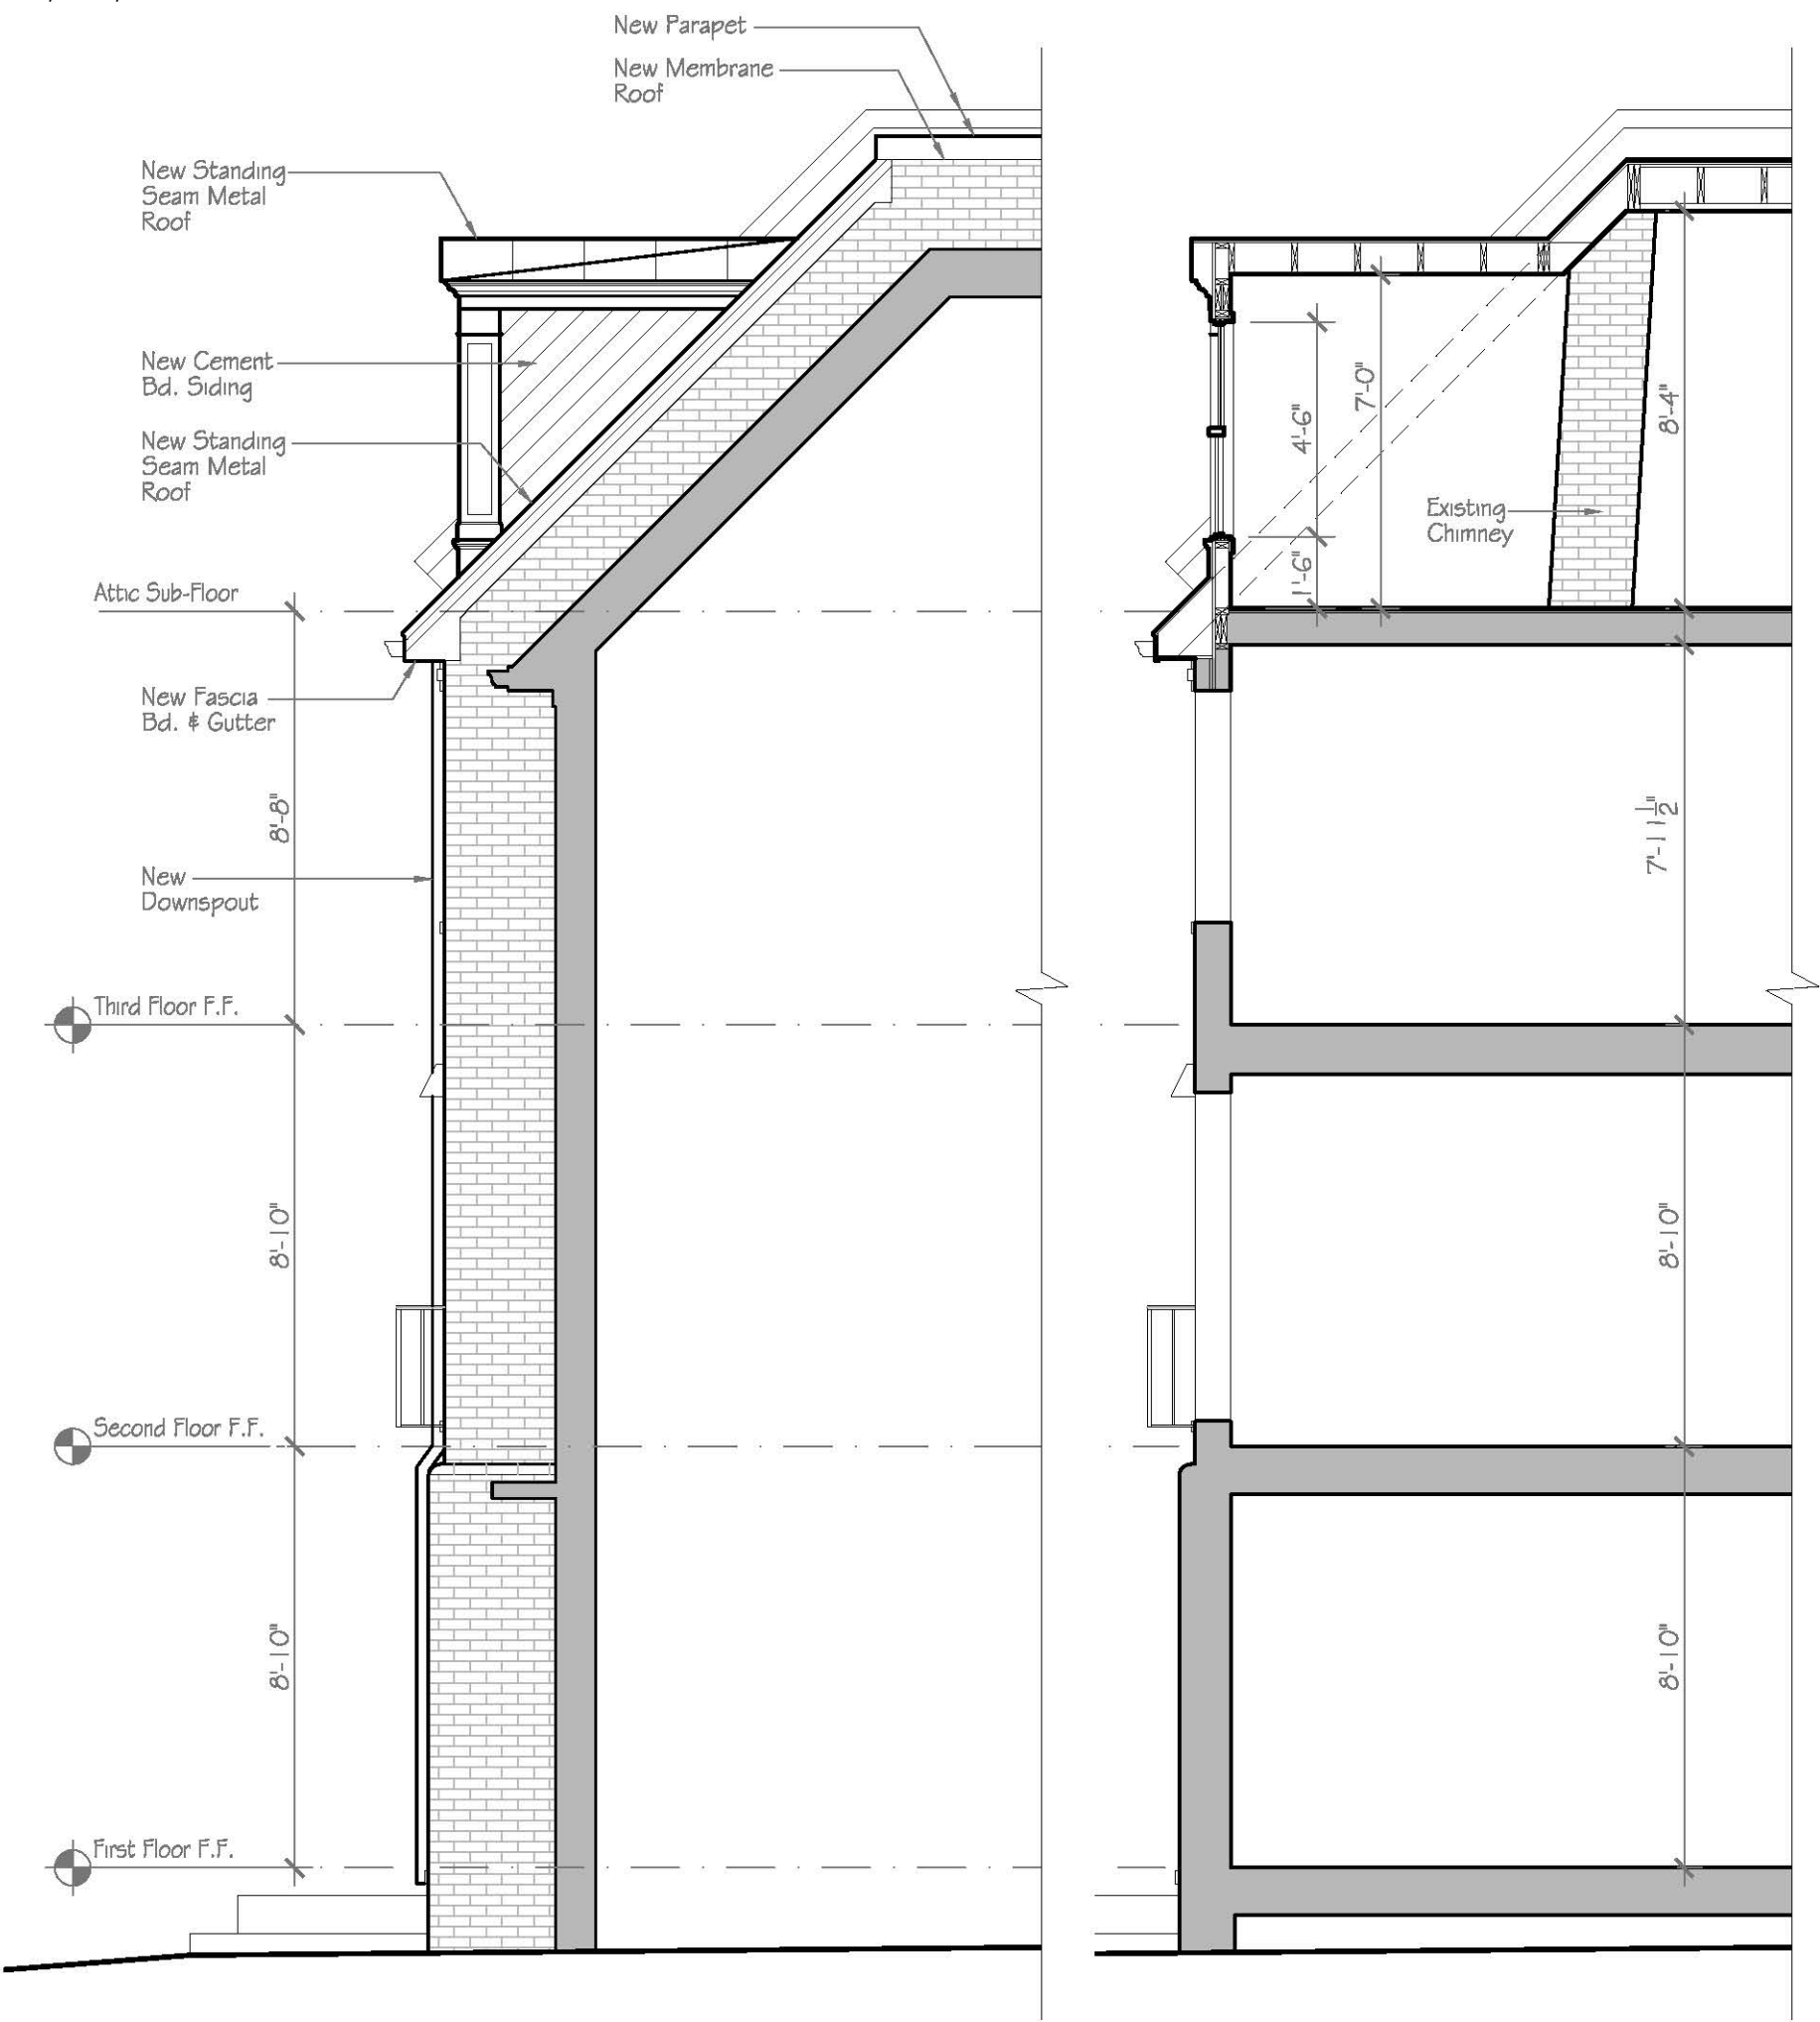 New Parapet
New Membrane
Roof
New Standing
Seam Metal
Roof
New Cement
Bd. Siding
New Standing
Seam Metal
Roof
Attic Sub-Floor
New Fascia
Bd. & Gutter
8'-8"
New
Downspout
Third Floor F.F.
8'-10"
Second Floor F.F.
8'-10"
First Floor F.F.
4'-6"
7'-0"
8'-4"
Existing
Chimney
1'-6"
7'-11 1/2"
8'-10"
8'-10"